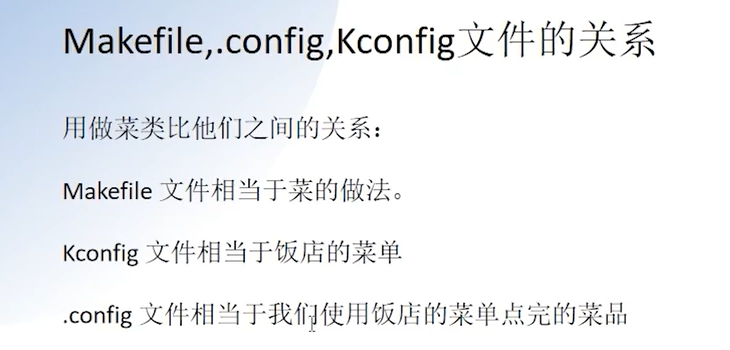 Makefile,.config,Kconfig文件的关系
用做菜类比他们之间的关系：
Makefile 文件相当于菜的做法。
Kconfig 文件相当于饭店的菜单
.config 文件相当于我们使用饭店的菜单点完的菜品